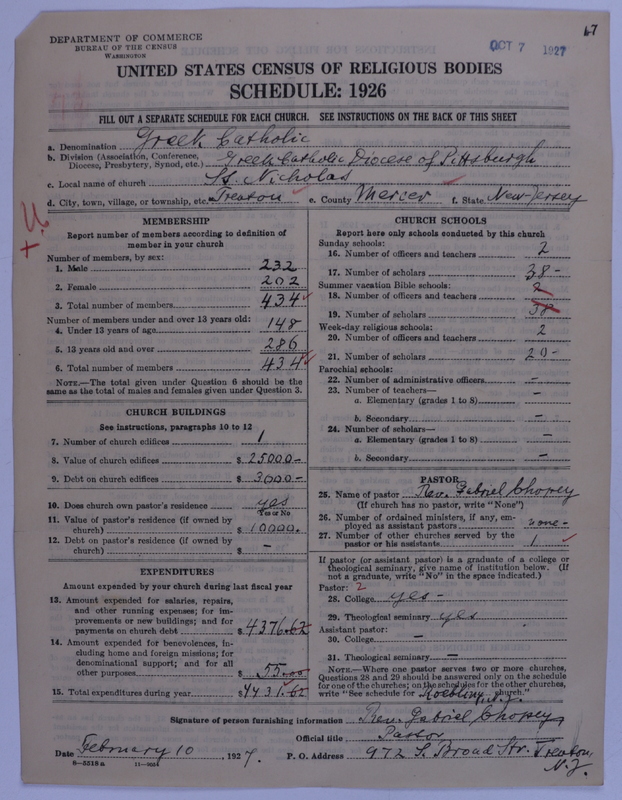 67
DEPARTMENT OF COMMERCE
BUREAU OF THE CENSUS
WASHINGTON
OCT 7 1927
UNITED STATES CENSUS OF RELIGIOUS BODIES
SCHEDULE: 1926
FILL OUT A SEPARATE SCHEDULE FOR EACH CHURCH. SEE INSTRUCTIONS ON THE BACK OF THIS SHEET
a. Denomination Greek Catholic
b. Division (Association, Conference, Diocese, Presbytery, Synod, etc.) Greek Catholic Diocese of Pittsburgh
c. Local name of church St. Nicholas
d. City, town, village, or township, etc. Trenton e. County Mercer f. State New Jersey
MEMBERSHIP
Report number of members according to definition of member in your church
Number of members, by sex:
1. Male 232
2. Female 202
3. Total number of members 434
Number of members under and over 13 years old:
4. Under 13 years of age 148
5. 13 years old and over 286
6. Total number of members 434
NOTE.—The total given under Question 6 should be the same as the total of males and females given under Question 3.
CHURCH BUILDINGS
See instructions, paragraphs 10 to 12
7. Number of church edifices 1
8. Value of church edifices $ 25000-
9. Debt on church edifices $ 3000-
10. Does church own pastor's residence yes
Yes or No
11. Value of pastor's residence (if owned by church) $ 10000.
12. Debt on pastor's residence (if owned by church) $ -
EXPENDITURES
Amount expended by your church during last fiscal year
13. Amount expended for salaries, repairs, and other running expenses; for improvements or new buildings; and for payments on church debt $ 4376.62
14. Amount expended for benevolences, including home and foreign missions; for denominational support; and for all other purposes $ 55.00
15. Total expenditures during year $ 4431.62
CHURCH SCHOOLS
Report here only schools conducted by this church
Sunday schools:
16. Number of officers and teachers 2
17. Number of scholars 38-
Summer vacation Bible schools:
18. Number of officers and teachers 2
19. Number of scholars 38
Week-day religious schools:
20. Number of officers and teachers 2
21. Number of scholars 20-
Parochial schools:
22. Number of administrative officers -
23. Number of teachers—
a. Elementary (grades 1 to 8) -
b. Secondary -
24. Number of scholars—
a. Elementary (grades 1 to 8) -
b. Secondary -
PASTOR
25. Name of pastor Rev. Gabriel Chopey
(If church has no pastor, write "None")
26. Number of ordained ministers, if any, employed as assistant pastors none-
27. Number of other churches served by the pastor or his assistants 1
If pastor (or assistant pastor) is a graduate of a college or theological seminary, give name of institution below. (If not a graduate, write "No" in the space indicated.)
Pastor: 2
28. College yes -
29. Theological seminary yes
Assistant pastor:
30. College -
31. Theological seminary -
NOTE.—Where one pastor serves two or more churches, Questions 28 and 29 should be answered only on the schedule for one of the churches; on the schedules for the other churches, write "See schedule for Roebling N.J. church."
Signature of person furnishing information Rev. Gabriel Chopey
Official title Pastor
Date February 10, 1927. P. O. Address 972 S. Broad Str. Trenton, N.J.
8—5518 a 11—9054